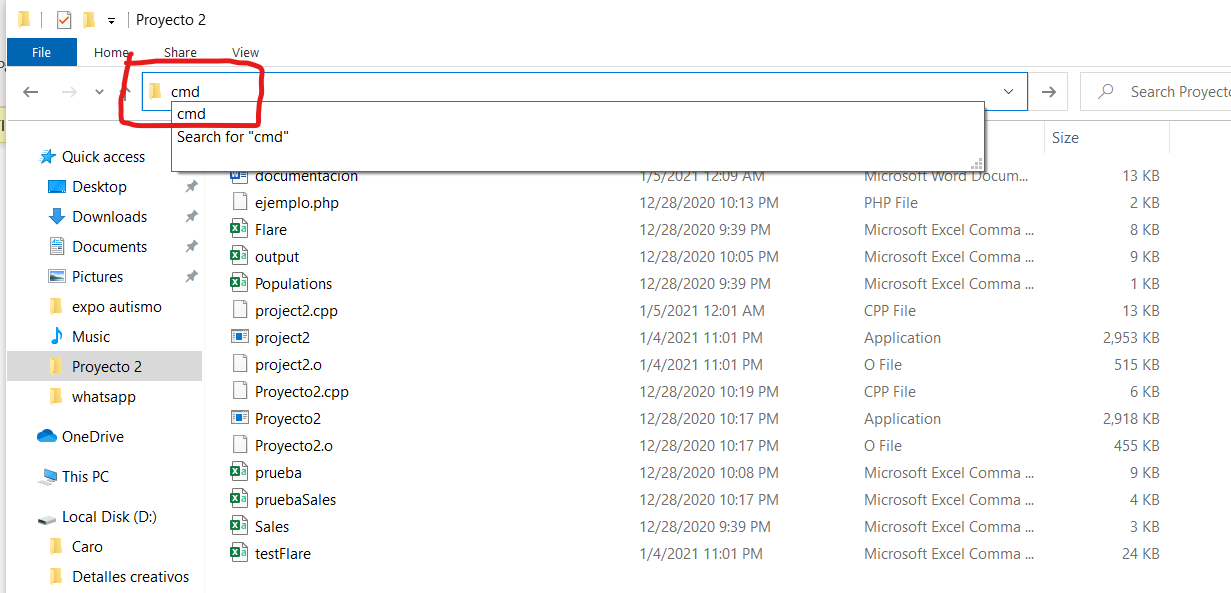 Proyecto 2
File Home Share View
cmd Search Proyecto
cmd
Search for "cmd"
Size
Quick access
Desktop
Downloads
Documents
Pictures
expo autismo
Music
Proyecto 2
whatsapp
OneDrive
This PC
Local Disk (D:)
Caro
Detalles creativos
documentacion 1/5/2021 12:09 AM Microsoft Word Docum... 13 KB
ejemplo.php 12/28/2020 10:13 PM PHP File 2 KB
Flare 12/28/2020 9:39 PM Microsoft Excel Comma ... 8 KB
output 12/28/2020 10:05 PM Microsoft Excel Comma ... 9 KB
Populations 12/28/2020 9:39 PM Microsoft Excel Comma ... 1 KB
project2.cpp 1/5/2021 12:01 AM CPP File 13 KB
project2 1/4/2021 11:01 PM Application 2,953 KB
project2.o 1/4/2021 11:01 PM O File 515 KB
Proyecto2.cpp 12/28/2020 10:19 PM CPP File 6 KB
Proyecto2 12/28/2020 10:17 PM Application 2,918 KB
Proyecto2.o 12/28/2020 10:17 PM O File 455 KB
prueba 12/28/2020 10:08 PM Microsoft Excel Comma ... 9 KB
pruebaSales 12/28/2020 10:17 PM Microsoft Excel Comma ... 4 KB
Sales 12/28/2020 9:39 PM Microsoft Excel Comma ... 3 KB
testFlare 1/4/2021 11:01 PM Microsoft Excel Comma ... 24 KB